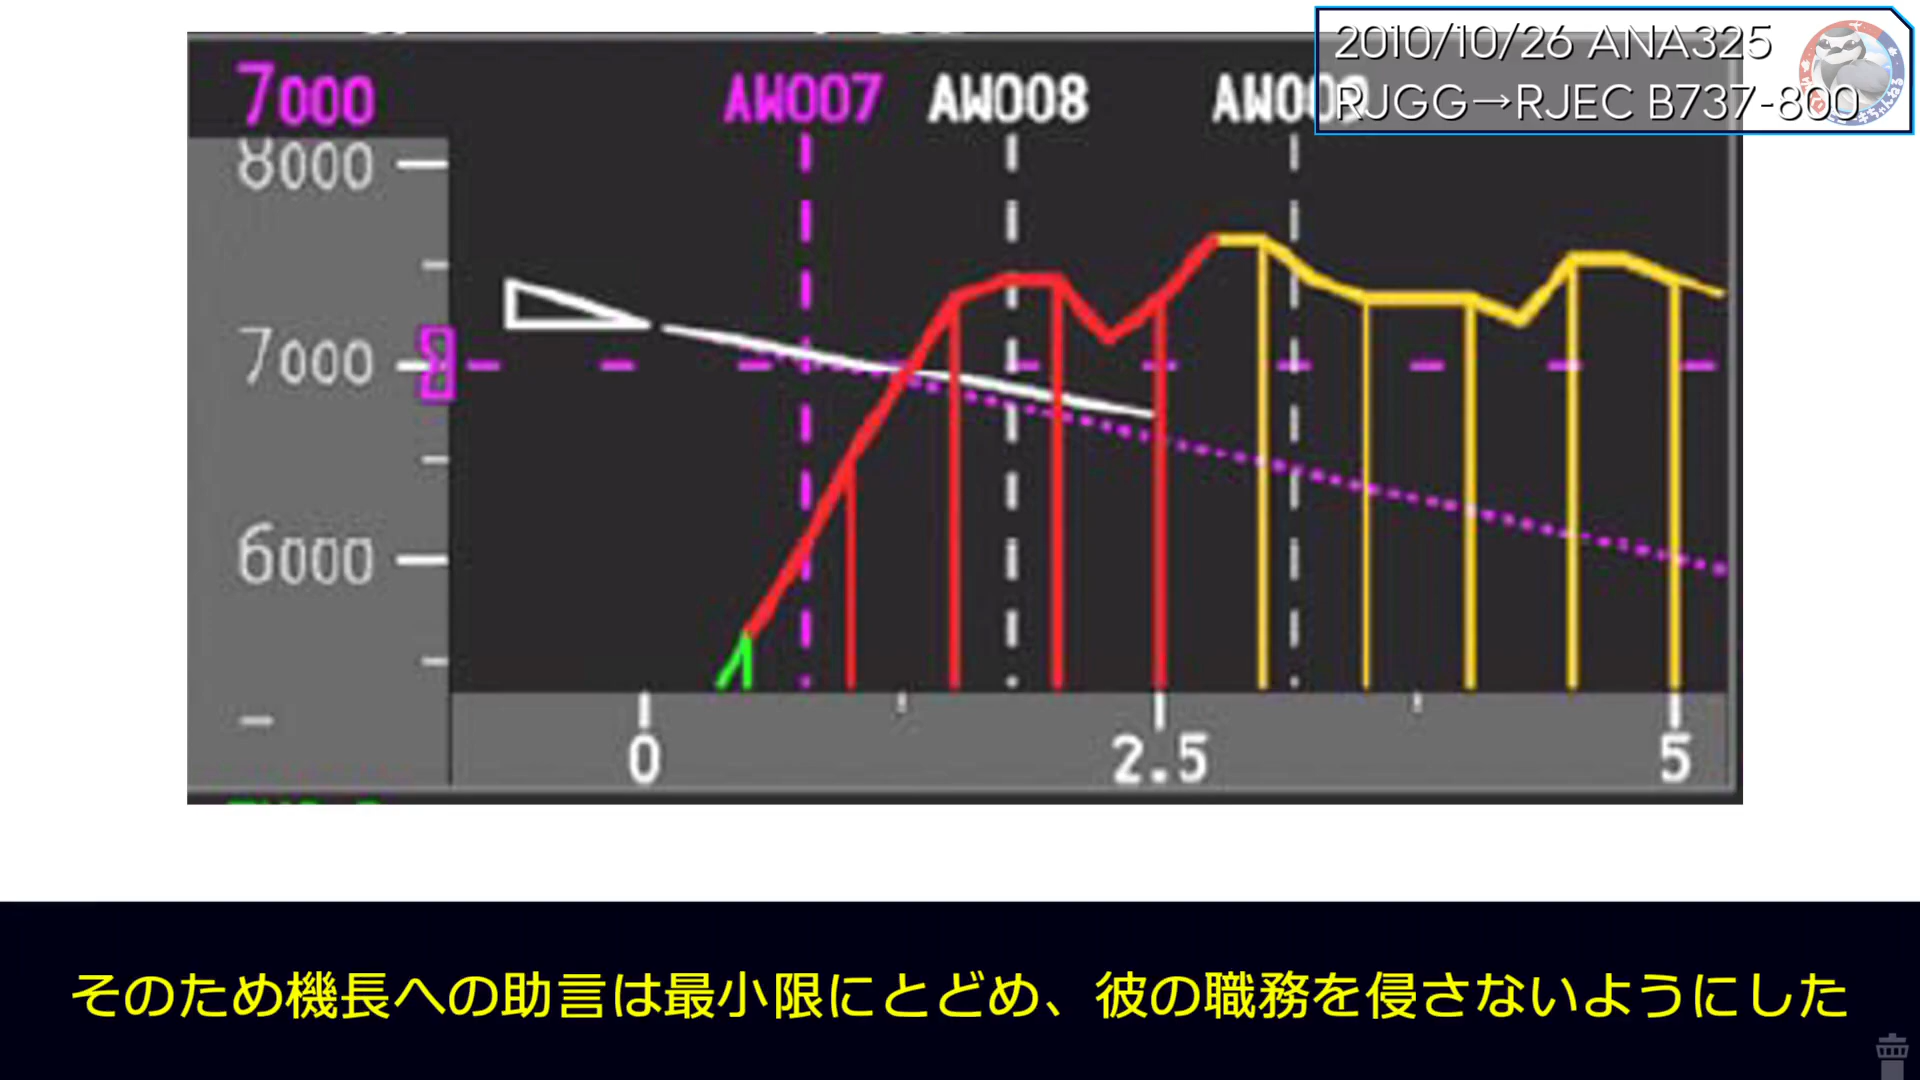 2010/10/26 ANA325
RJGG→RJEC B737-800
7000 AW007 AW008
8000
7000
6000
0 2.5 5
そのため機長への助言は最小限にとどめ、彼の職務を侵さないようにした